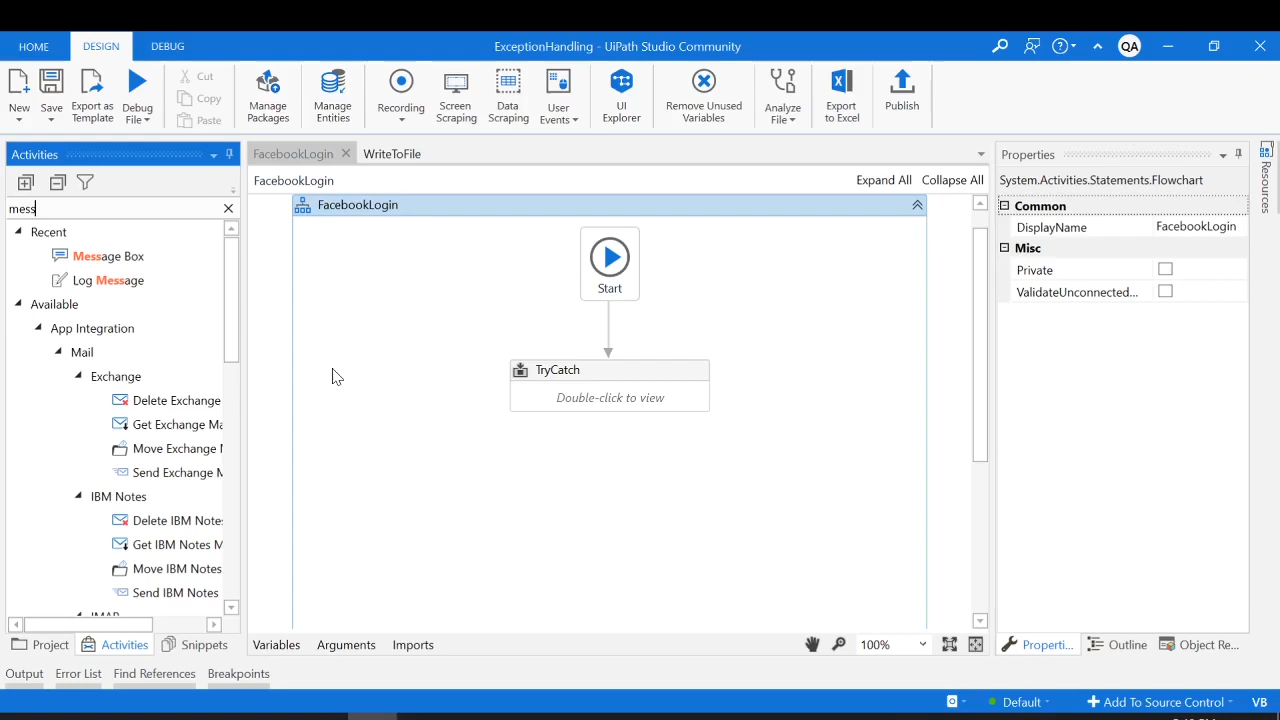 HOME
DESIGN
DEBUG
ExceptionHandling - UiPath Studio Community
QA
New
Save
Export as Template
Debug File
Cut
Copy
Paste
Manage Packages
Manage Entities
Recording
Screen Scraping
Data Scraping
User Events
UI Explorer
Remove Unused Variables
Analyze File
Export to Excel
Publish
Activities
mess
Recent
Message Box
Log Message
Available
App Integration
Mail
Exchange
Delete Exchange
Get Exchange Ma
Move Exchange M
Send Exchange M
IBM Notes
Delete IBM Notes
Get IBM Notes M
Move IBM Notes
Send IBM Notes
Project
Activities
Snippets
FacebookLogin
WriteToFile
FacebookLogin
Expand All
Collapse All
FacebookLogin
Start
TryCatch
Double-click to view
Variables
Arguments
Imports
100%
Properties
System.Activities.Statements.Flowchart
Common
DisplayName
FacebookLogin
Misc
Private
ValidateUnconnected...
Properti...
Outline
Object Re...
Resources
Output
Error List
Find References
Breakpoints
Default
Add To Source Control
VB